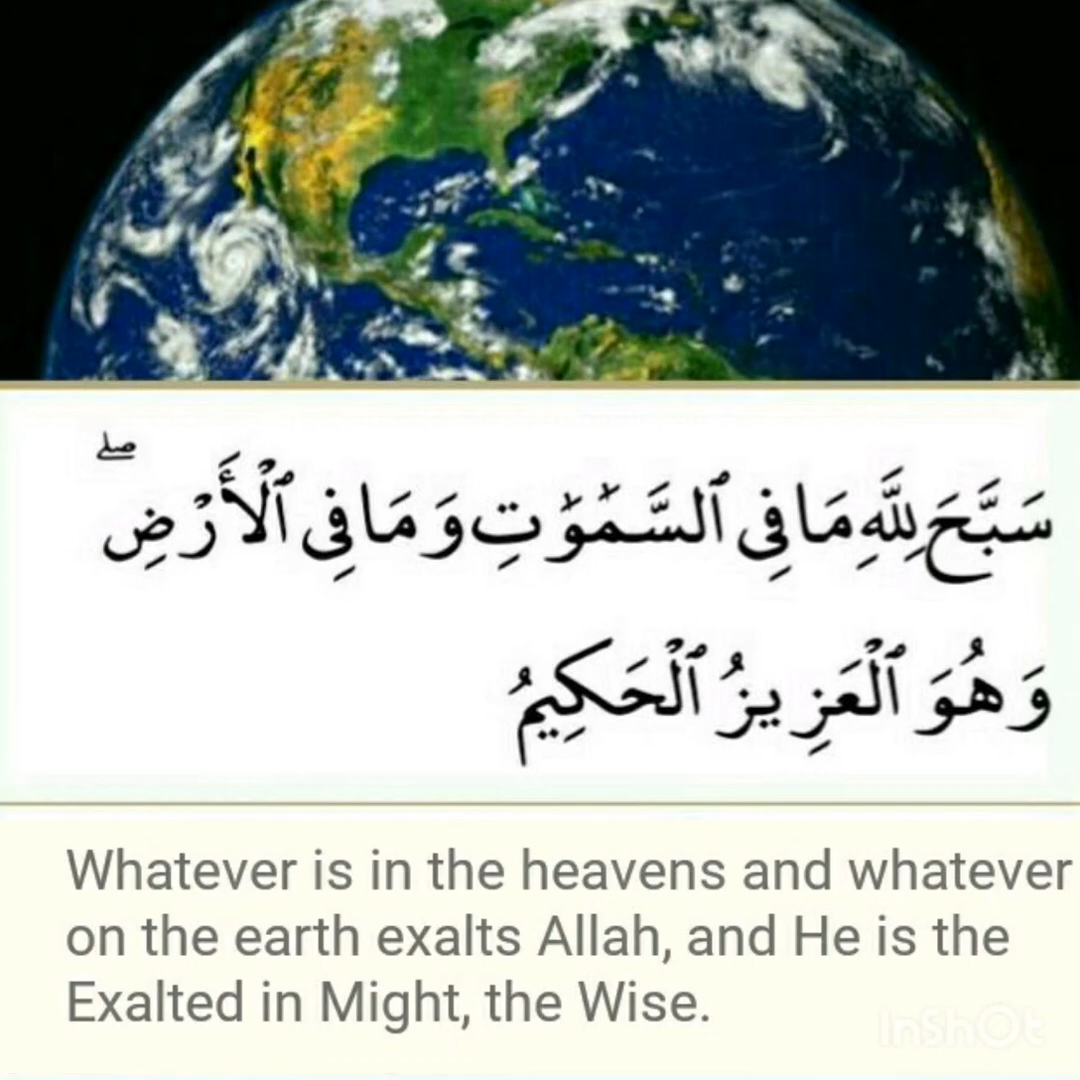 سَبَّحَ لِلَّهِ مَا فِى ٱلسَّمَـٰوَٰتِ وَمَا فِى ٱلْأَرْضِ ۖ
وَهُوَ ٱلْعَزِيزُ ٱلْحَكِيمُ
Whatever is in the heavens and whatever
on the earth exalts Allah, and He is the
Exalted in Might, the Wise.
InShOt